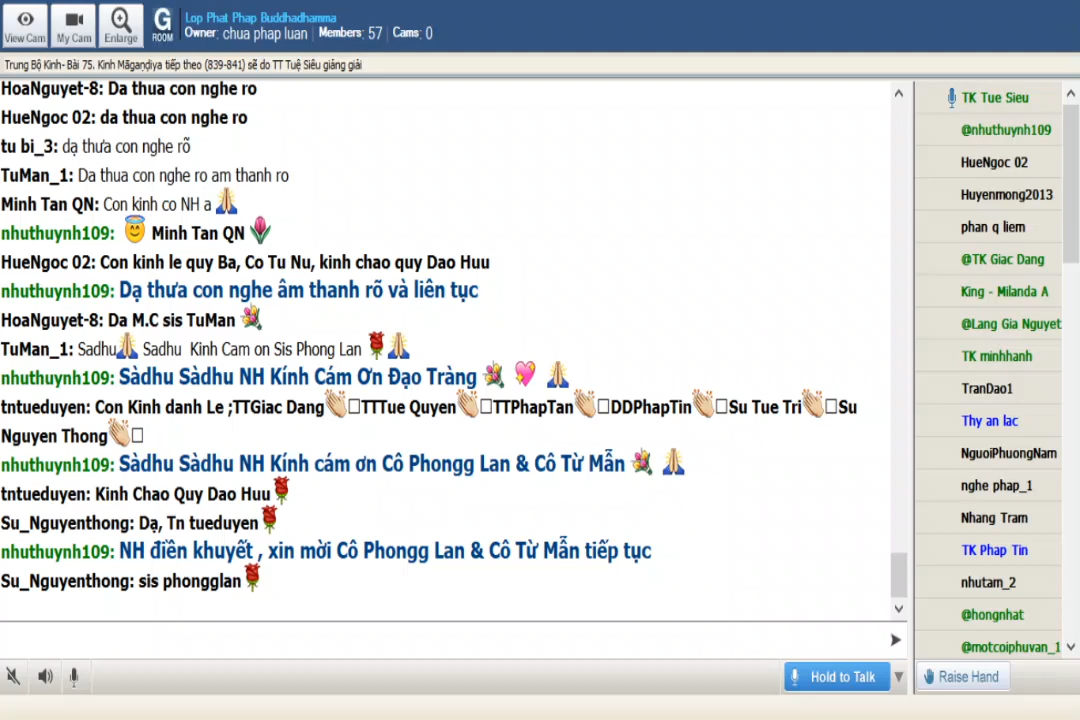 View Cam
My Cam
Enlarge
G
ROOM
Lop Phat Phap Buddhadhamma
Owner: chua phap luan Members: 57 Cams: 0
Trung Bộ Kinh- Bài 75. Kinh Māgaṇḍiya tiếp theo (839-841) sẽ do TT Tuệ Siêu giảng giải
HoaNguyet-8: Da thua con nghe ro
HueNgoc 02: da thua con nghe ro
tu bi_3: dạ thưa con nghe rõ
TuMan_1: Da thua con nghe ro am thanh ro
Minh Tan QN: Con kinh co NH a 🙏
nhuthuynh109: 😇 Minh Tan QN 🌷
HueNgoc 02: Con kinh le quy Ba, Co Tu Nu, kinh chao quy Dao Huu
nhuthuynh109: Dạ thưa con nghe âm thanh rõ và liên tục
HoaNguyet-8: Da M.C sis TuMan 💐
TuMan_1: Sadhu🙏 Sadhu Kinh Cam on Sis Phong Lan 🌹🙏
nhuthuynh109: Sàdhu Sàdhu NH Kính Cám Ơn Đạo Tràng 💐 💖 🙏
tntueduyen: Con Kinh danh Le ;TTGiac Dang👏□TTTue Quyen👏□TTPhapTan👏□DDPhapTin👏□Su Tue Tri👏□Su
Nguyen Thong👏□
nhuthuynh109: Sàdhu Sàdhu NH Kính cám ơn Cô Phongg Lan & Cô Từ Mẫn 💐 🙏
tntueduyen: Kinh Chao Quy Dao Huu🌹
Su_Nguyenthong: Dạ, Tn tueduyen🌹
nhuthuynh109: NH điền khuyết , xin mời Cô Phongg Lan & Cô Từ Mẫn tiếp tục
Su_Nguyenthong: sis phongglan🌹
TK Tue Sieu
@nhuthuynh109
HueNgoc 02
Huyenmong2013
phan q liem
@TK Giac Dang
King - Milanda A
@Lang Gia Nguyet
TK minhhanh
TranDao1
Thy an lac
NguoiPhuongNam
nghe phap_1
Nhang Tram
TK Phap Tin
nhutam_2
@hongnhat
@motcoiphuvan_1
Hold to Talk
Raise Hand